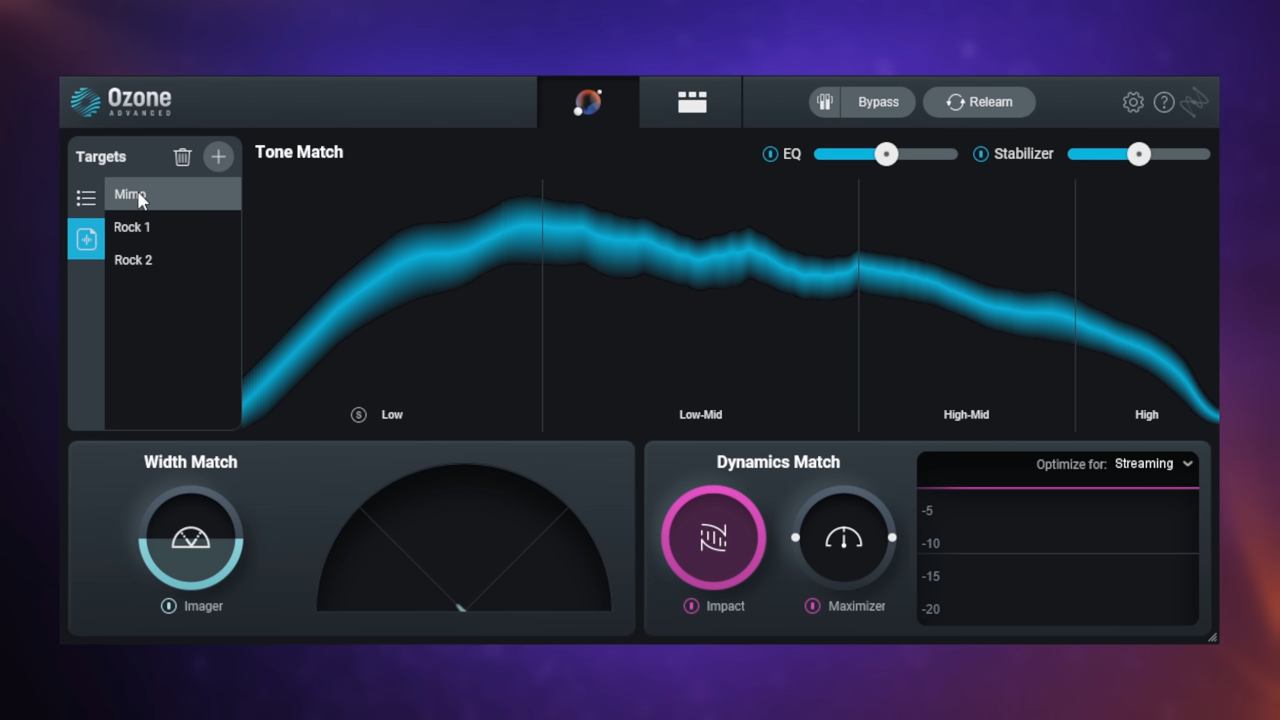 Ozone
ADVANCED
Bypass
Relearn
Targets
Tone Match
EQ
Stabilizer
Rock 1
Rock 2
S
Low
Low-Mid
High-Mid
High
Width Match
Imager
Dynamics Match
Impact
Maximizer
Optimize for: Streaming
-5
-10
-15
-20